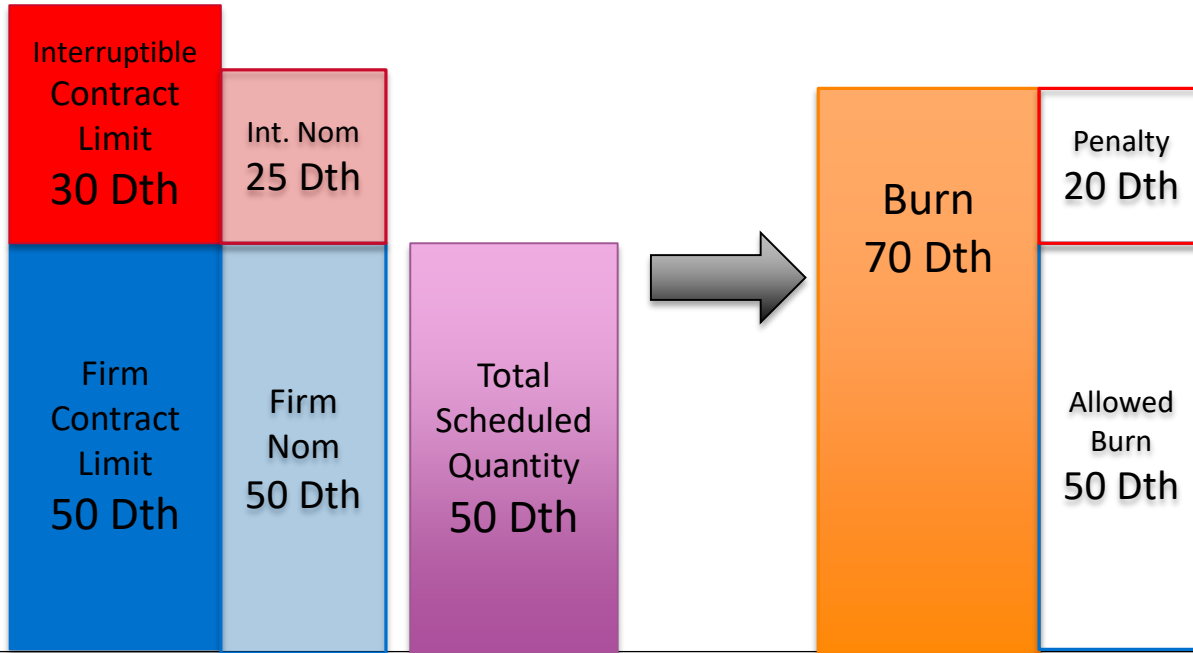 Interruptible
Contract
Limit
30 Dth
Int. Nom
25 Dth
Firm
Contract
Limit
50 Dth
Firm
Nom
50 Dth
Total
Scheduled
Quantity
50 Dth
Burn
70 Dth
Penalty
20 Dth
Allowed
Burn
50 Dth